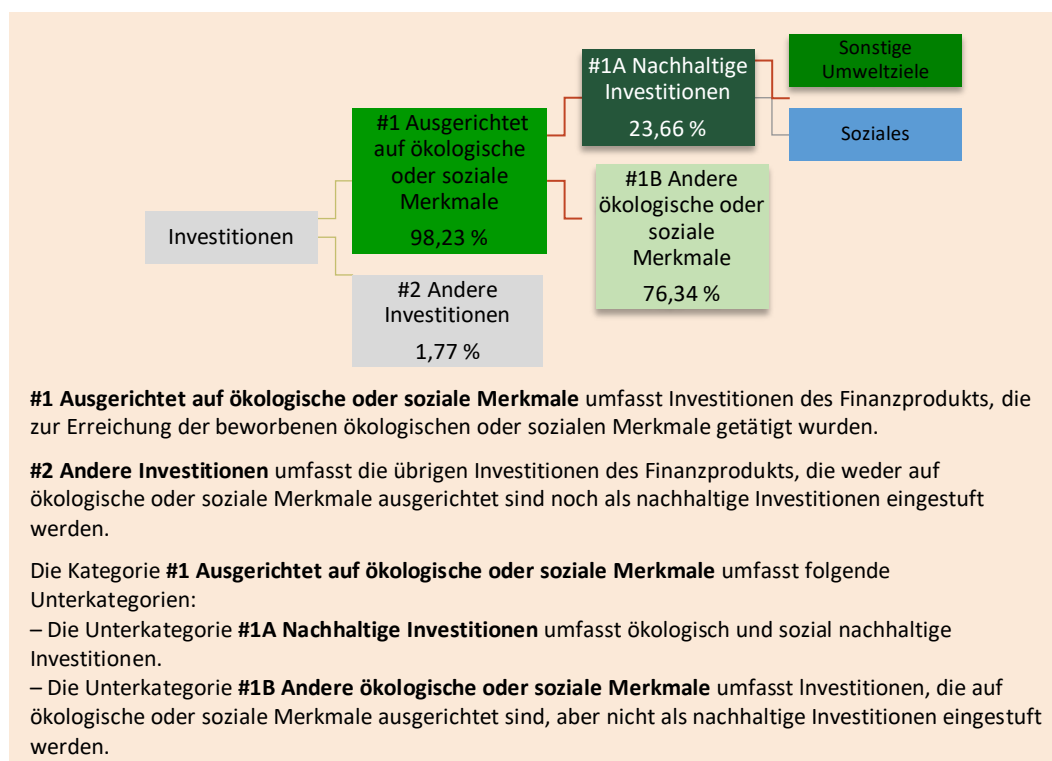 Sonstige
Umweltziele
#1A Nachhaltige
Investitionen
23,66 %
Soziales
#1 Ausgerichtet
auf ökologische
oder soziale
Merkmale
98,23 %
#1B Andere
ökologische oder
soziale
Merkmale
76,34 %
Investitionen
#2 Andere
Investitionen
1,77 %
#1 Ausgerichtet auf ökologische oder soziale Merkmale umfasst Investitionen des Finanzprodukts, die
zur Erreichung der beworbenen ökologischen oder sozialen Merkmale getätigt wurden.
#2 Andere Investitionen umfasst die übrigen Investitionen des Finanzprodukts, die weder auf
ökologische oder soziale Merkmale ausgerichtet sind noch als nachhaltige Investitionen eingestuft
werden.
Die Kategorie #1 Ausgerichtet auf ökologische oder soziale Merkmale umfasst folgende
Unterkategorien:
– Die Unterkategorie #1A Nachhaltige Investitionen umfasst ökologisch und sozial nachhaltige
Investitionen.
– Die Unterkategorie #1B Andere ökologische oder soziale Merkmale umfasst Investitionen, die auf
ökologische oder soziale Merkmale ausgerichtet sind, aber nicht als nachhaltige Investitionen eingestuft
werden.